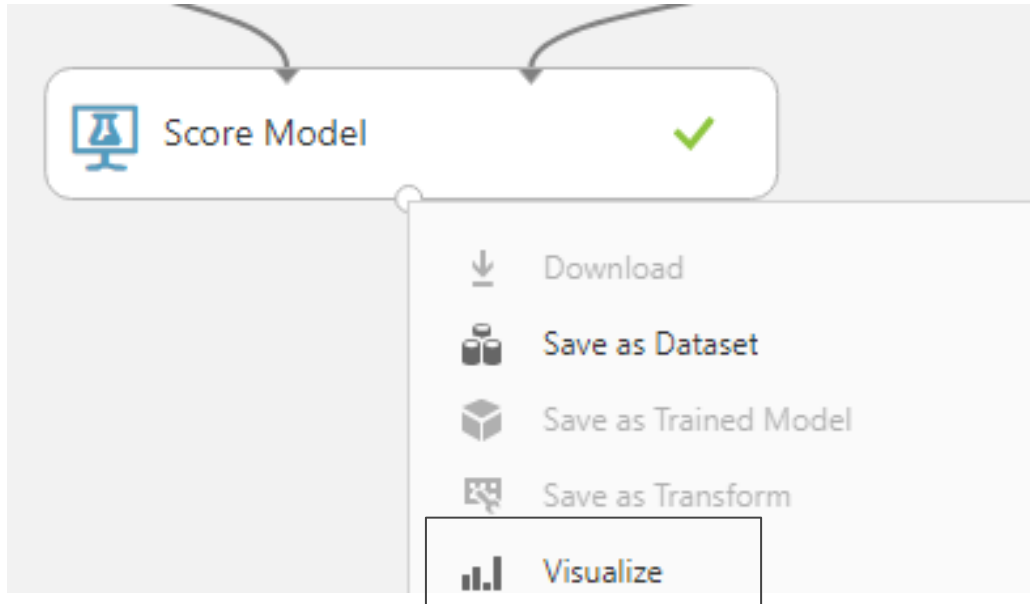 Score Model
Download
Save as Dataset
Save as Trained Model
Save as Transform
Visualize